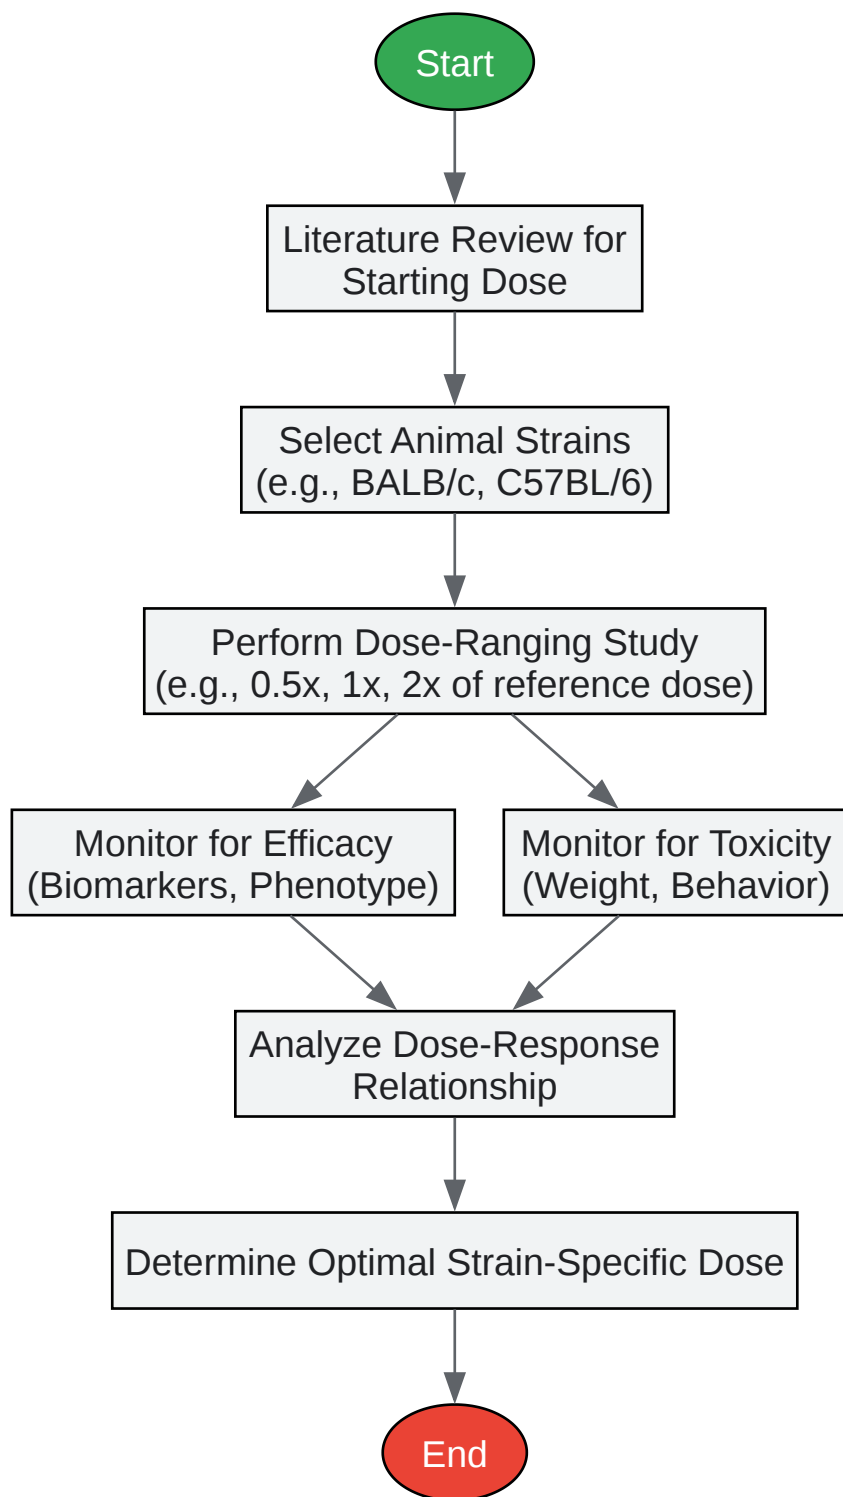 Start
Literature Review for
Starting Dose
Select Animal Strains
(e.g., BALB/c, C57BL/6)
Perform Dose-Ranging Study
(e.g., 0.5x, 1x, 2x of reference dose)
Monitor for Efficacy
(Biomarkers, Phenotype)
Monitor for Toxicity
(Weight, Behavior)
Analyze Dose-Response
Relationship
Determine Optimal Strain-Specific Dose
End